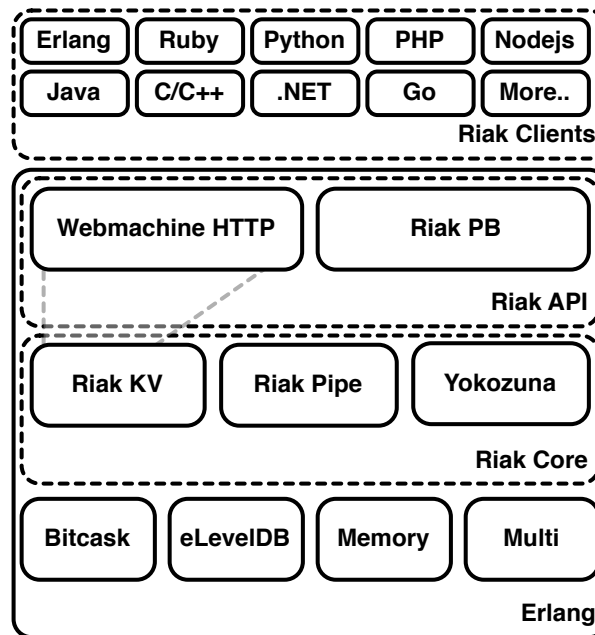 Erlang Ruby Python PHP Nodejs
Java C/C++ .NET Go More..
Riak Clients
Webmachine HTTP Riak PB
Riak API
Riak KV Riak Pipe Yokozuna
Riak Core
Bitcask eLevelDB Memory Multi
Erlang